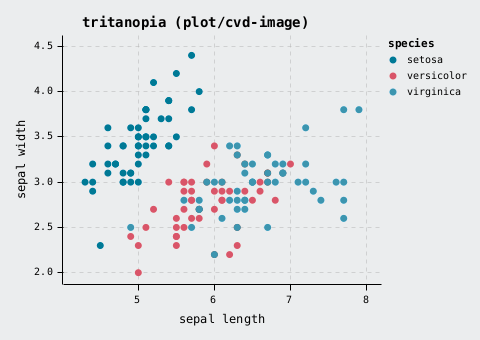 tritanopia (plot/cvd-image)
species
setosa
versicolor
virginica
sepal width
4.5
4.0
3.5
3.0
2.5
2.0
5 6 7 8
sepal length